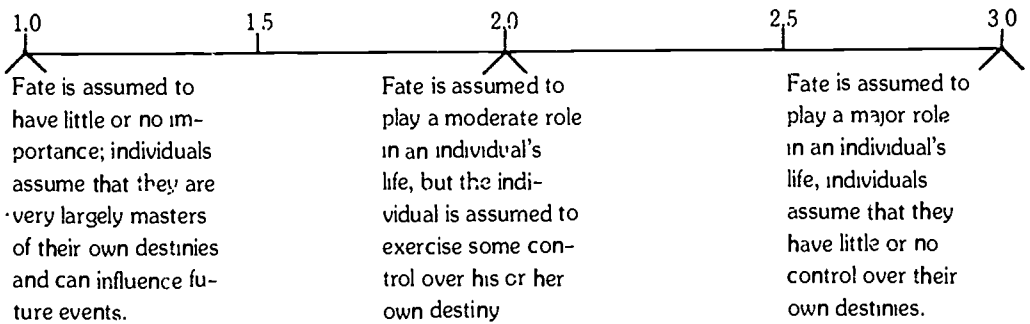 1.0 1.5 2.0 2.5 3 0
Fate is assumed to
have little or no im-
portance; individuals
assume that they are
very largely masters
of their own destinies
and can influence fu-
ture events.
Fate is assumed to
play a moderate role
in an individual's
life, but the indi-
vidual is assumed to
exercise some con-
trol over his or her
own destiny
Fate is assumed to
play a major role
in an individual's
life, individuals
assume that they
have little or no
control over their
own destinies.